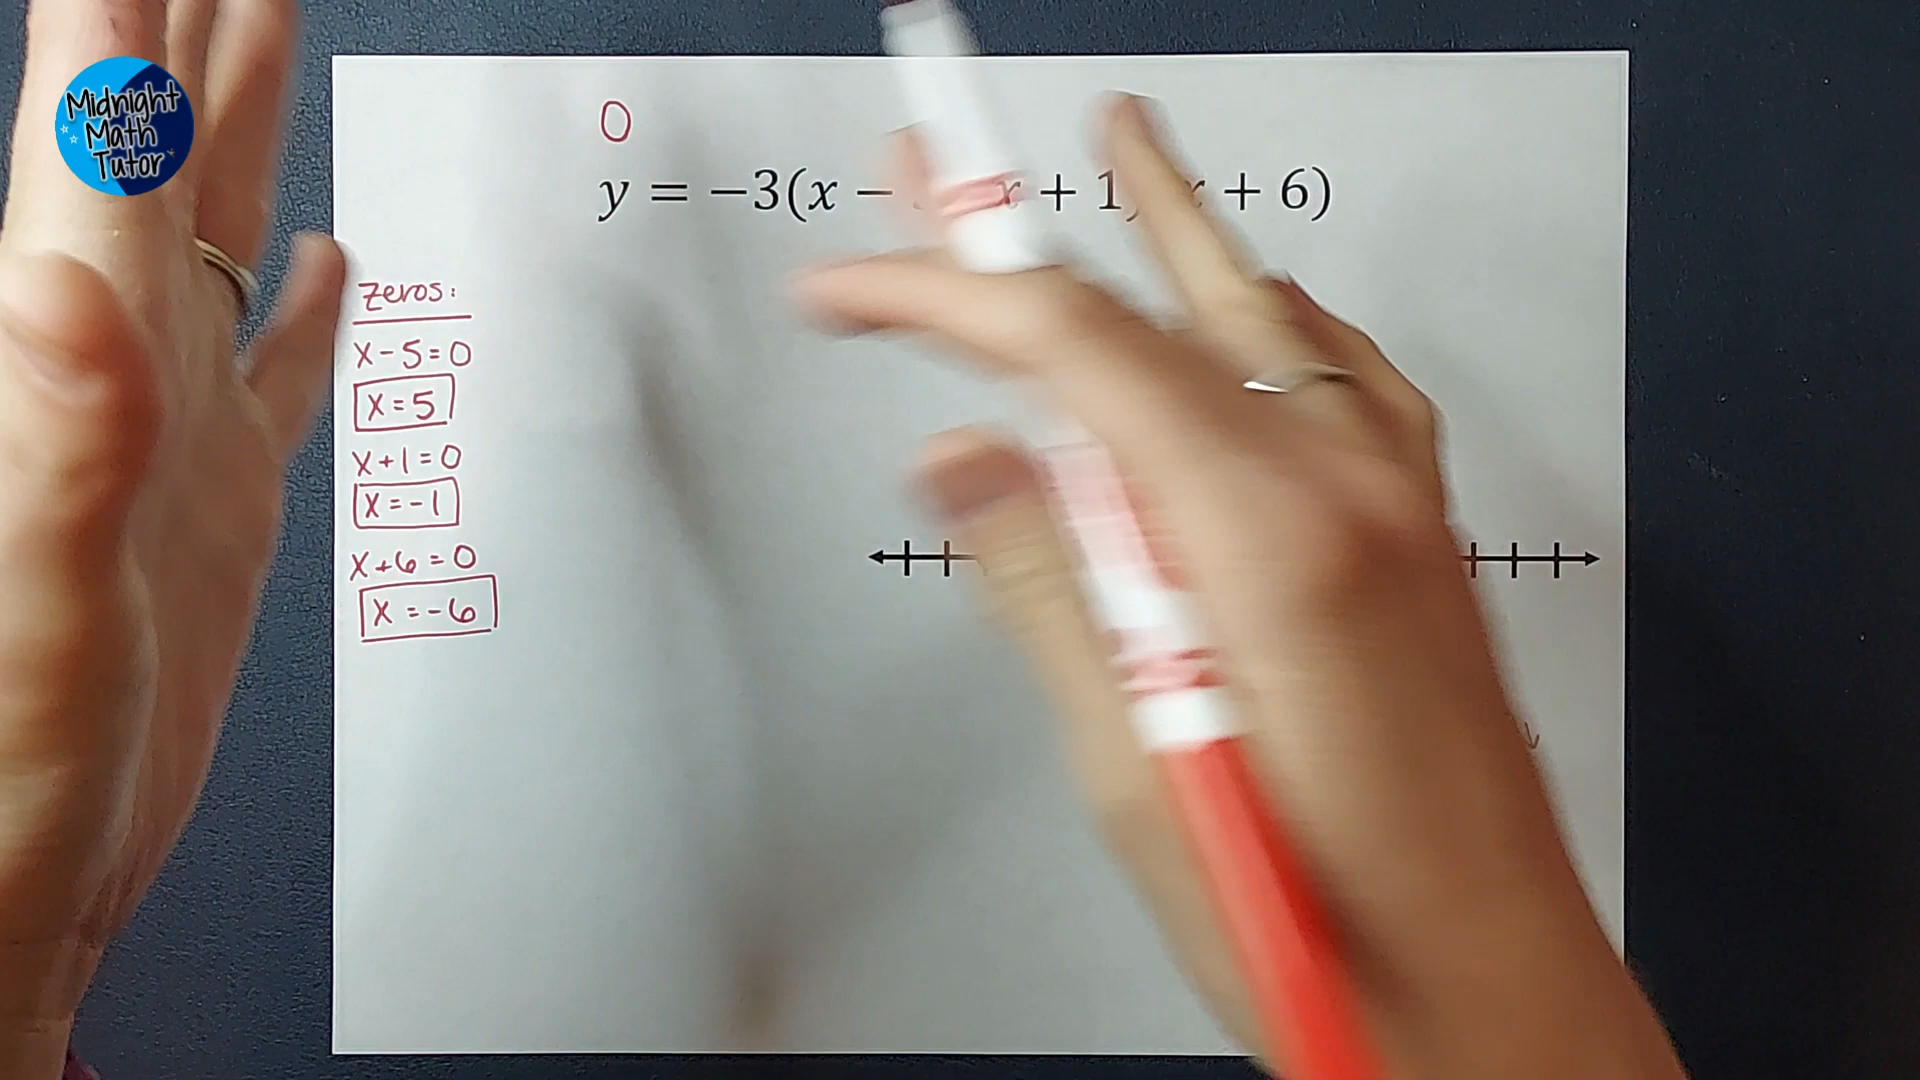 Midnight
Math
Tutor
0
y = −3(x − x + 1) x + 6)
zeros:
x - 5 = 0
x = 5
x + 1 = 0
x = - 1
x + 6 = 0
x = - 6